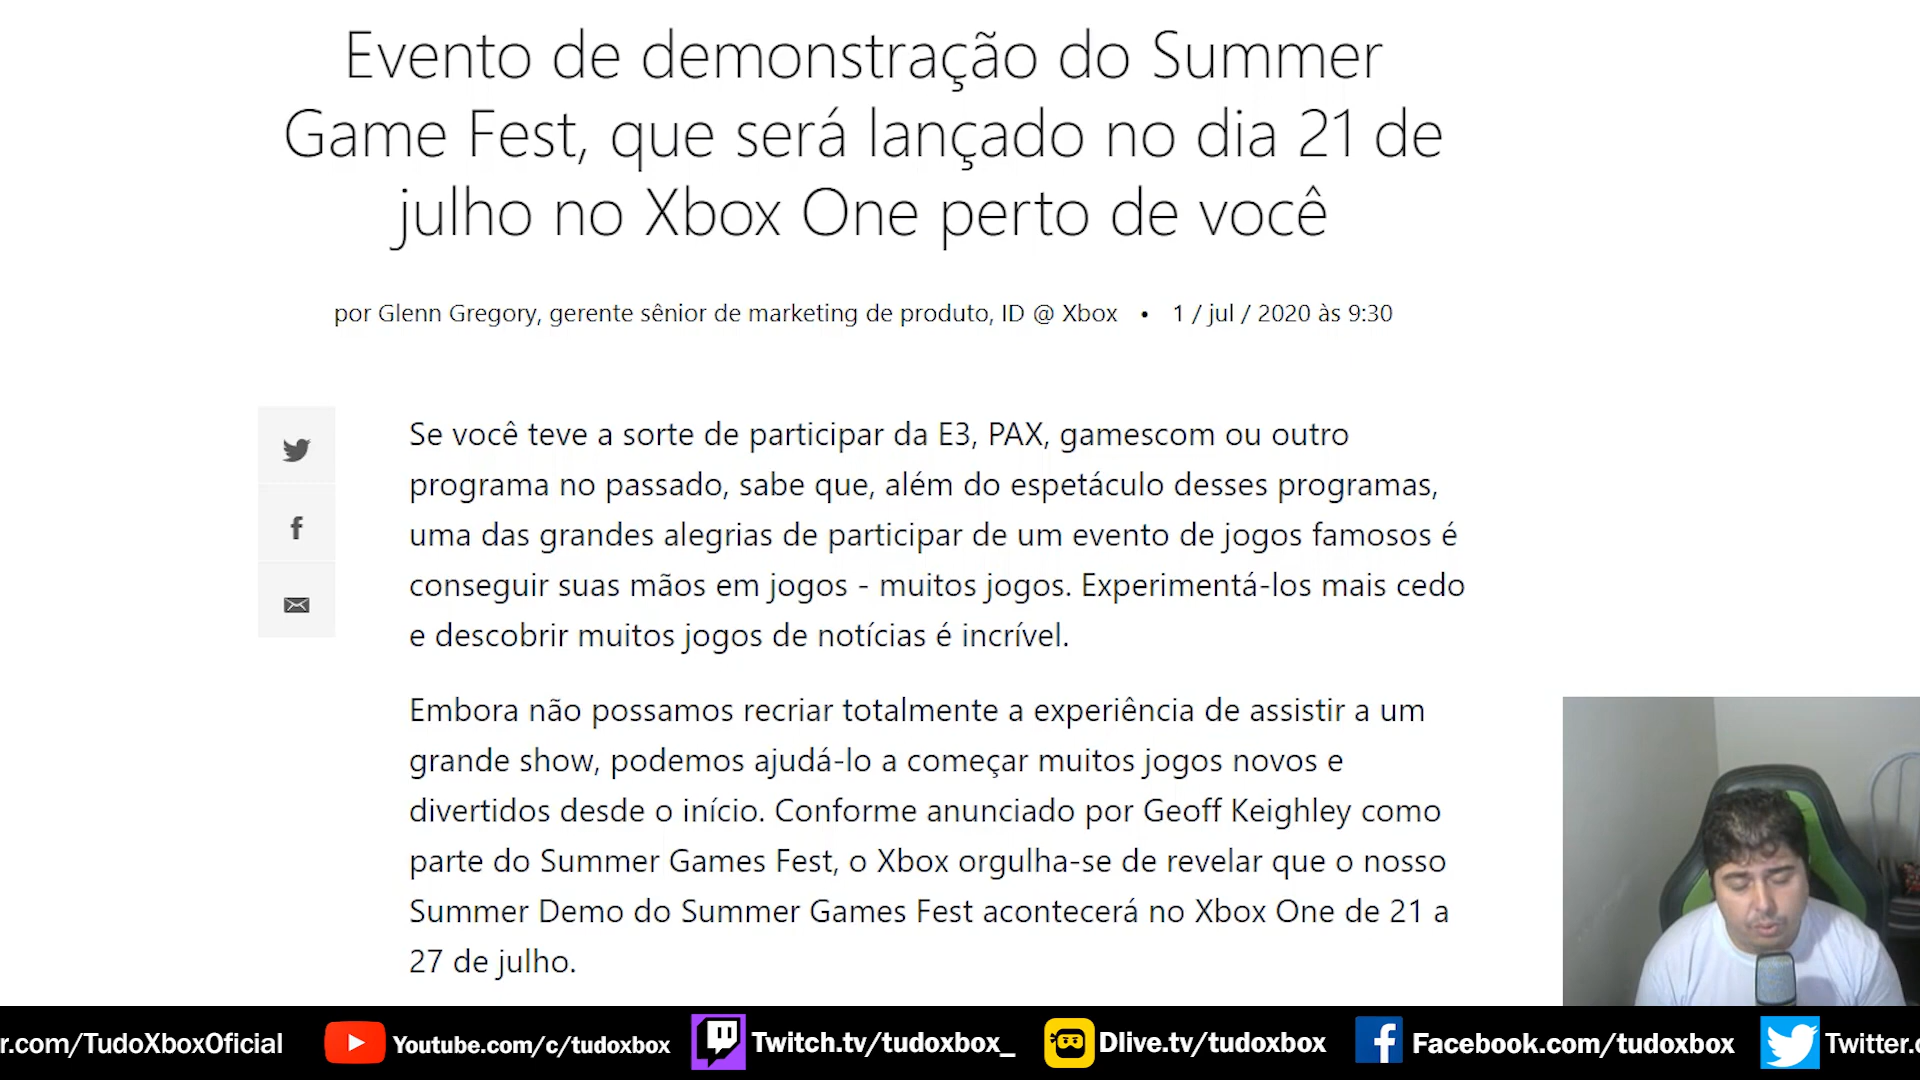 Evento de demonstração do Summer
Game Fest, que será lançado no dia 21 de
julho no Xbox One perto de você
por Glenn Gregory, gerente sênior de marketing de produto, ID @ Xbox • 1 / jul / 2020 às 9:30
Se você teve a sorte de participar da E3, PAX, gamescom ou outro
programa no passado, sabe que, além do espetáculo desses programas,
uma das grandes alegrias de participar de um evento de jogos famosos é
conseguir suas mãos em jogos - muitos jogos. Experimentá-los mais cedo
e descobrir muitos jogos de notícias é incrível.
Embora não possamos recriar totalmente a experiência de assistir a um
grande show, podemos ajudá-lo a começar muitos jogos novos e
divertidos desde o início. Conforme anunciado por Geoff Keighley como
parte do Summer Games Fest, o Xbox orgulha-se de revelar que o nosso
Summer Demo do Summer Games Fest acontecerá no Xbox One de 21 a
27 de julho.
r.com/TudoXboxOficial Youtube.com/c/tudoxbox Twitch.tv/tudoxbox_ Dlive.tv/tudoxbox Facebook.com/tudoxbox Twitter.c